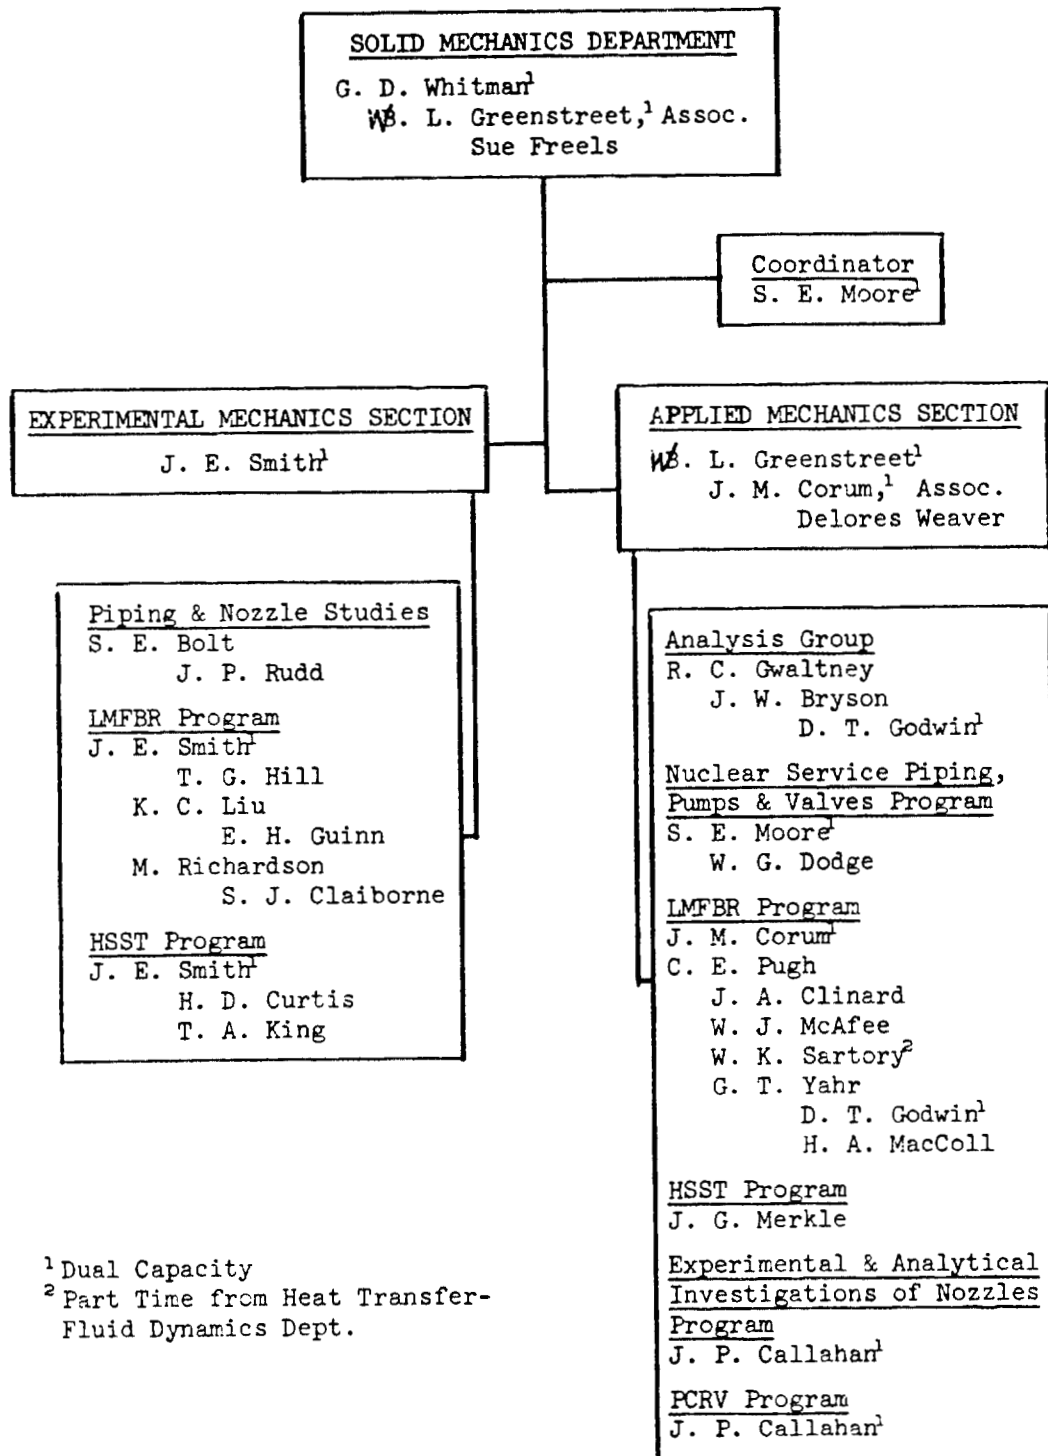 SOLID MECHANICS DEPARTMENT
G. D. Whitman¹
W. L. Greenstreet,¹ Assoc.
Sue Freels
Coordinator
S. E. Moore¹
EXPERIMENTAL MECHANICS SECTION
J. E. Smith¹
APPLIED MECHANICS SECTION
W. L. Greenstreet¹
J. M. Corum,¹ Assoc.
Delores Weaver
Piping & Nozzle Studies
S. E. Bolt
J. P. Rudd
LMFBR Program
J. E. Smith¹
T. G. Hill
K. C. Liu
E. H. Guinn
M. Richardson
S. J. Claiborne
HSST Program
J. E. Smith¹
H. D. Curtis
T. A. King
Analysis Group
R. C. Gwaltney
J. W. Bryson
D. T. Godwin¹
Nuclear Service Piping,
Pumps & Valves Program
S. E. Moore¹
W. G. Dodge
LMFBR Program
J. M. Corum¹
C. E. Pugh
J. A. Clinard
W. J. McAfee
W. K. Sartory²
G. T. Yahr
D. T. Godwin¹
H. A. MacColl
HSST Program
J. G. Merkle
Experimental & Analytical
Investigations of Nozzles
Program
J. P. Callahan¹
PCRV Program
J. P. Callahan¹
¹ Dual Capacity
² Part Time from Heat Transfer-
Fluid Dynamics Dept.